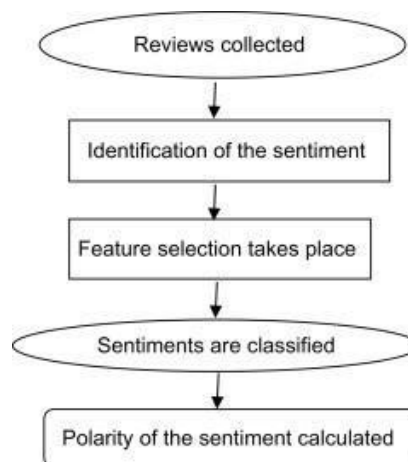 Reviews collected
Identification of the sentiment
Feature selection takes place
Sentiments are classified
Polarity of the sentiment calculated